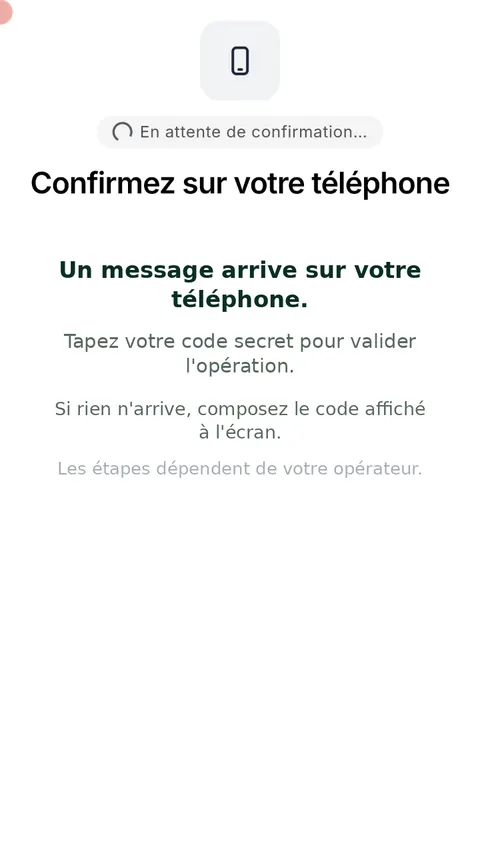 En attente de confirmation...
Confirmez sur votre téléphone
Un message arrive sur votre
téléphone.
Tapez votre code secret pour valider
l'opération.
Si rien n'arrive, composez le code affiché
à l'écran.
Les étapes dépendent de votre opérateur.